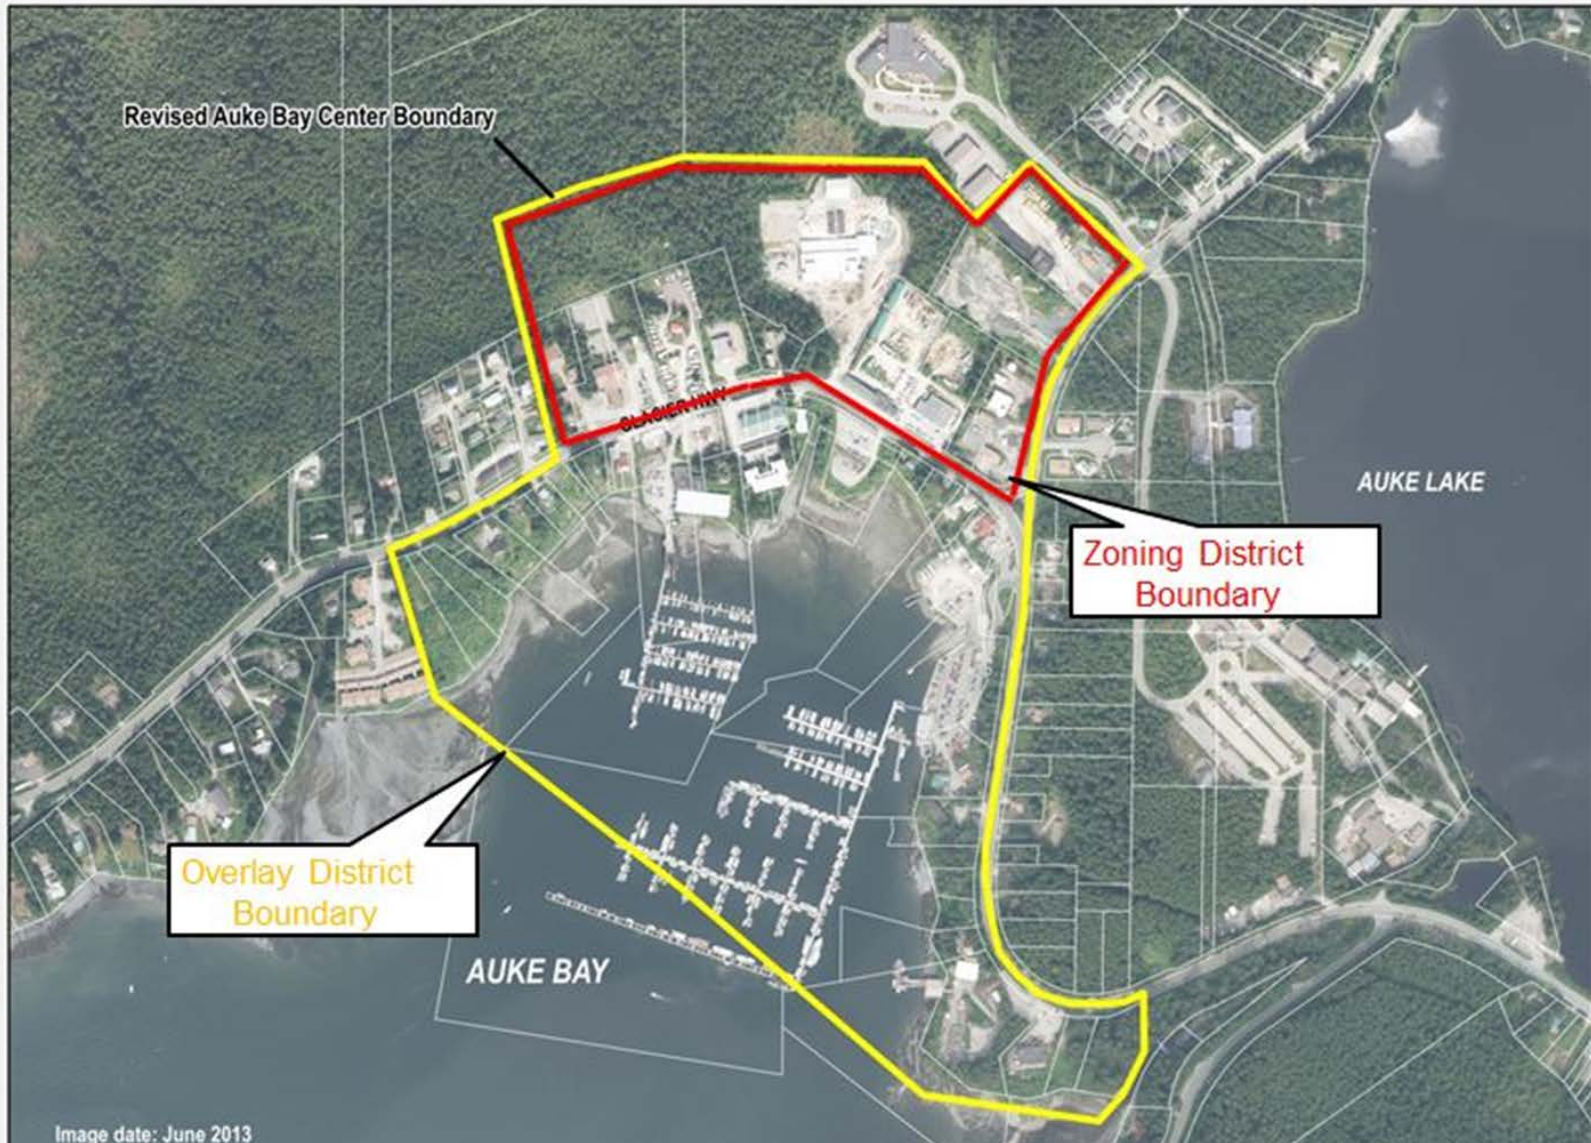 Revised Auke Bay Center Boundary
GLACIER HWY
AUKE LAKE
Zoning District
Boundary
Overlay District
Boundary
AUKE BAY
Image date: June 2013